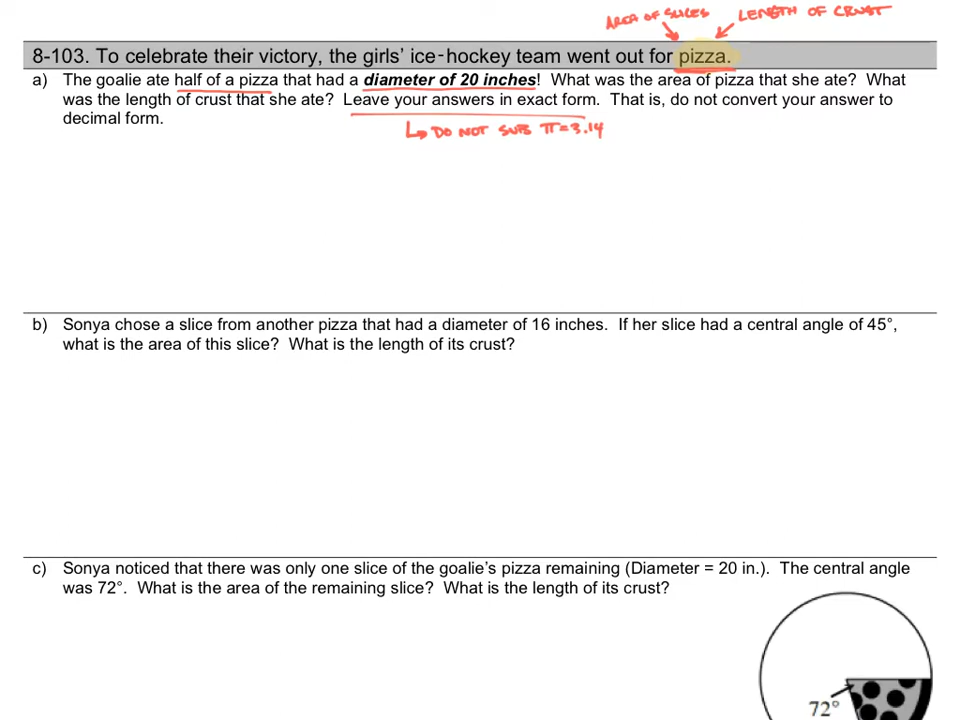 AREA OF SLICES LENGTH OF CRUST
8-103. To celebrate their victory, the girls' ice-hockey team went out for pizza.
a) The goalie ate half of a pizza that had a diameter of 20 inches! What was the area of pizza that she ate? What
was the length of crust that she ate? Leave your answers in exact form. That is, do not convert your answer to
decimal form.
↳ DO NOT SUB π=3.14
b) Sonya chose a slice from another pizza that had a diameter of 16 inches. If her slice had a central angle of 45°,
what is the area of this slice? What is the length of its crust?
c) Sonya noticed that there was only one slice of the goalie's pizza remaining (Diameter = 20 in.). The central angle
was 72°. What is the area of the remaining slice? What is the length of its crust?
72°